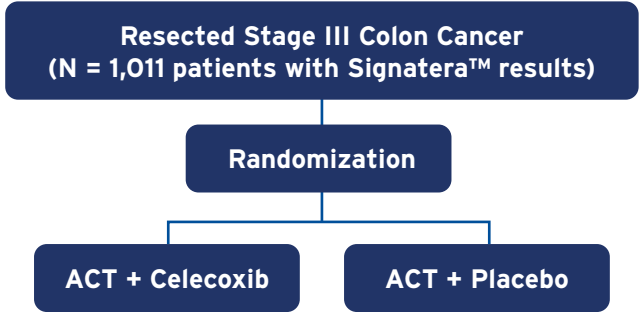 Resected Stage III Colon Cancer
(N = 1,011 patients with Signatera™ results)
Randomization
ACT + Celecoxib
ACT + Placebo